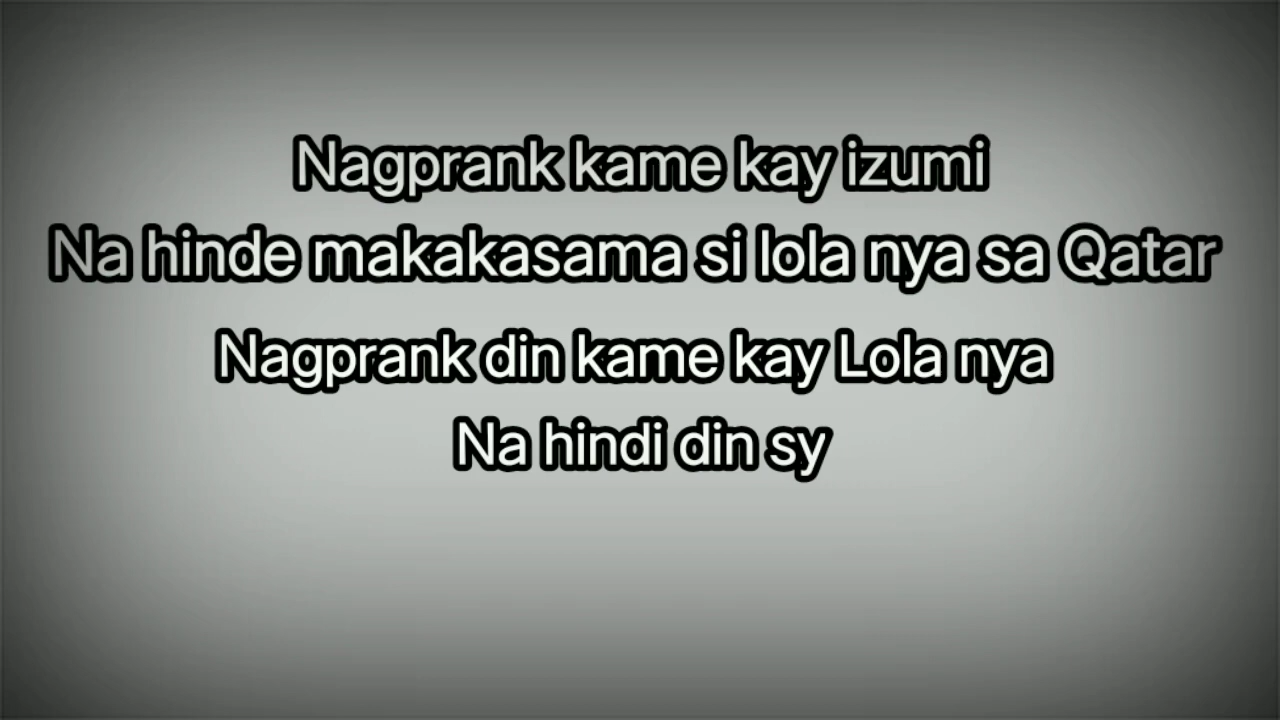 Nagprank kame kay izumi
Na hinde makakasama si lola nya sa Qatar
Nagprank din kame kay Lola nya
Na hindi din sy